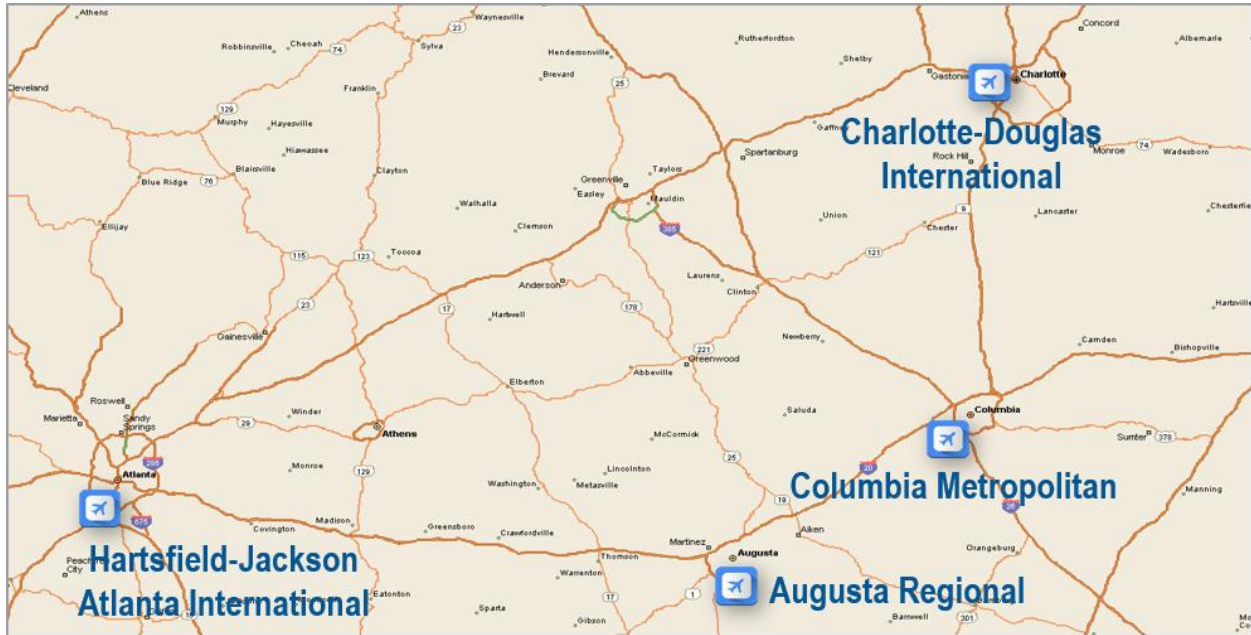 Athens
Waynesville
23
Concord
Robbinsville
Cheoah
74
Sylva
Hendersonville
Rutherfordton
Albemarle
Shelby
Cleveland
Brevard
25
Gastonia
Charlotte
Franklin
129
Murphy
Hayesville
Gaffney
Charlotte-Douglas
International
Hiawassee
Spartanburg
Rock Hill
Monroe
74
Wadesboro
Blue Ridge
76
Blairsville
Clayton
Taylors
Greenville
Easley
Mauldin
Walhalla
Union
9
Lancaster
Ellijay
Clemson
385
Chester
115
123
Toccoa
121
Anderson
Laurens
Clinton
23
17
178
Hartwell
Gainesville
Newberry
Camden
Hartsville
221
Bishopville
Greenwood
Abbeville
Elberton
Roswell
Marietta
Sandy
Springs
29
Winder
Athens
Saluda
Columbia
McCormick
Sumter
378
285
Atlanta
Monroe
129
Lincolnton
Washington
Metasville
25
20
Columbia Metropolitan
Manning
19
26
675
Covington
Madison
Greensboro
Crawfordville
Aiken
Martinez
Augusta
Orangeburg
Hartsfield-Jackson
Atlanta International
City
Thomson
Warrenton
Augusta Regional
Eatonton
17
1
Sparta
Gibson
Barnwell
301